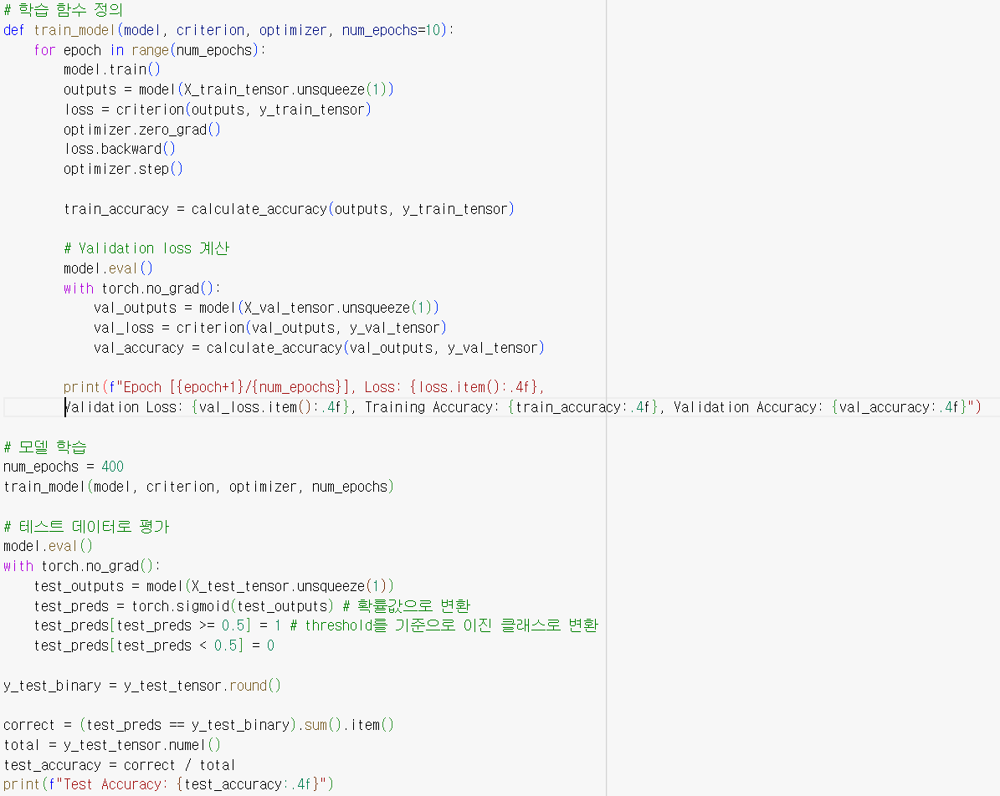 # 학습 함수 정의
def train_model(model, criterion, optimizer, num_epochs=10):
    for epoch in range(num_epochs):
        model.train()
        outputs = model(X_train_tensor.unsqueeze(1))
        loss = criterion(outputs, y_train_tensor)
        optimizer.zero_grad()
        loss.backward()
        optimizer.step()

        train_accuracy = calculate_accuracy(outputs, y_train_tensor)

        # Validation loss 계산
        model.eval()
        with torch.no_grad():
            val_outputs = model(X_val_tensor.unsqueeze(1))
            val_loss = criterion(val_outputs, y_val_tensor)
            val_accuracy = calculate_accuracy(val_outputs, y_val_tensor)

        print(f"Epoch [{epoch+1}/{num_epochs}], Loss: {loss.item():.4f},
        Validation Loss: {val_loss.item():.4f}, Training Accuracy: {train_accuracy:.4f}, Validation Accuracy: {val_accuracy:.4f}")

# 모델 학습
num_epochs = 400
train_model(model, criterion, optimizer, num_epochs)

# 테스트 데이터로 평가
model.eval()
with torch.no_grad():
    test_outputs = model(X_test_tensor.unsqueeze(1))
    test_preds = torch.sigmoid(test_outputs) # 확률값으로 변환
    test_preds[test_preds >= 0.5] = 1 # threshold를 기준으로 이진 클래스로 변환
    test_preds[test_preds < 0.5] = 0

y_test_binary = y_test_tensor.round()

correct = (test_preds == y_test_binary).sum().item()
total = y_test_tensor.numel()
test_accuracy = correct / total
print(f"Test Accuracy: {test_accuracy:.4f}")